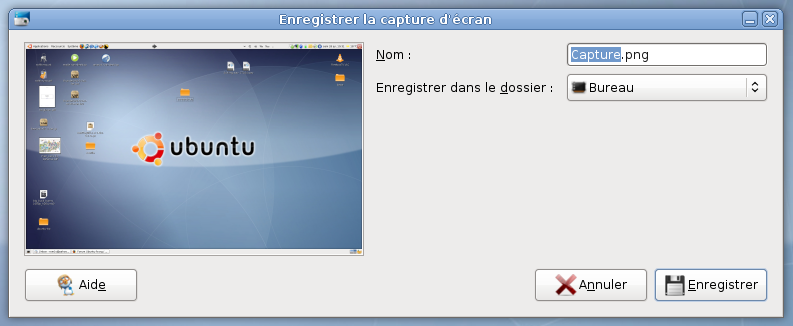 Enregistrer la capture d'écran
Nom :
Capture.png
Enregistrer dans le dossier :
Bureau
ubuntu
Aide
Annuler
Enregistrer